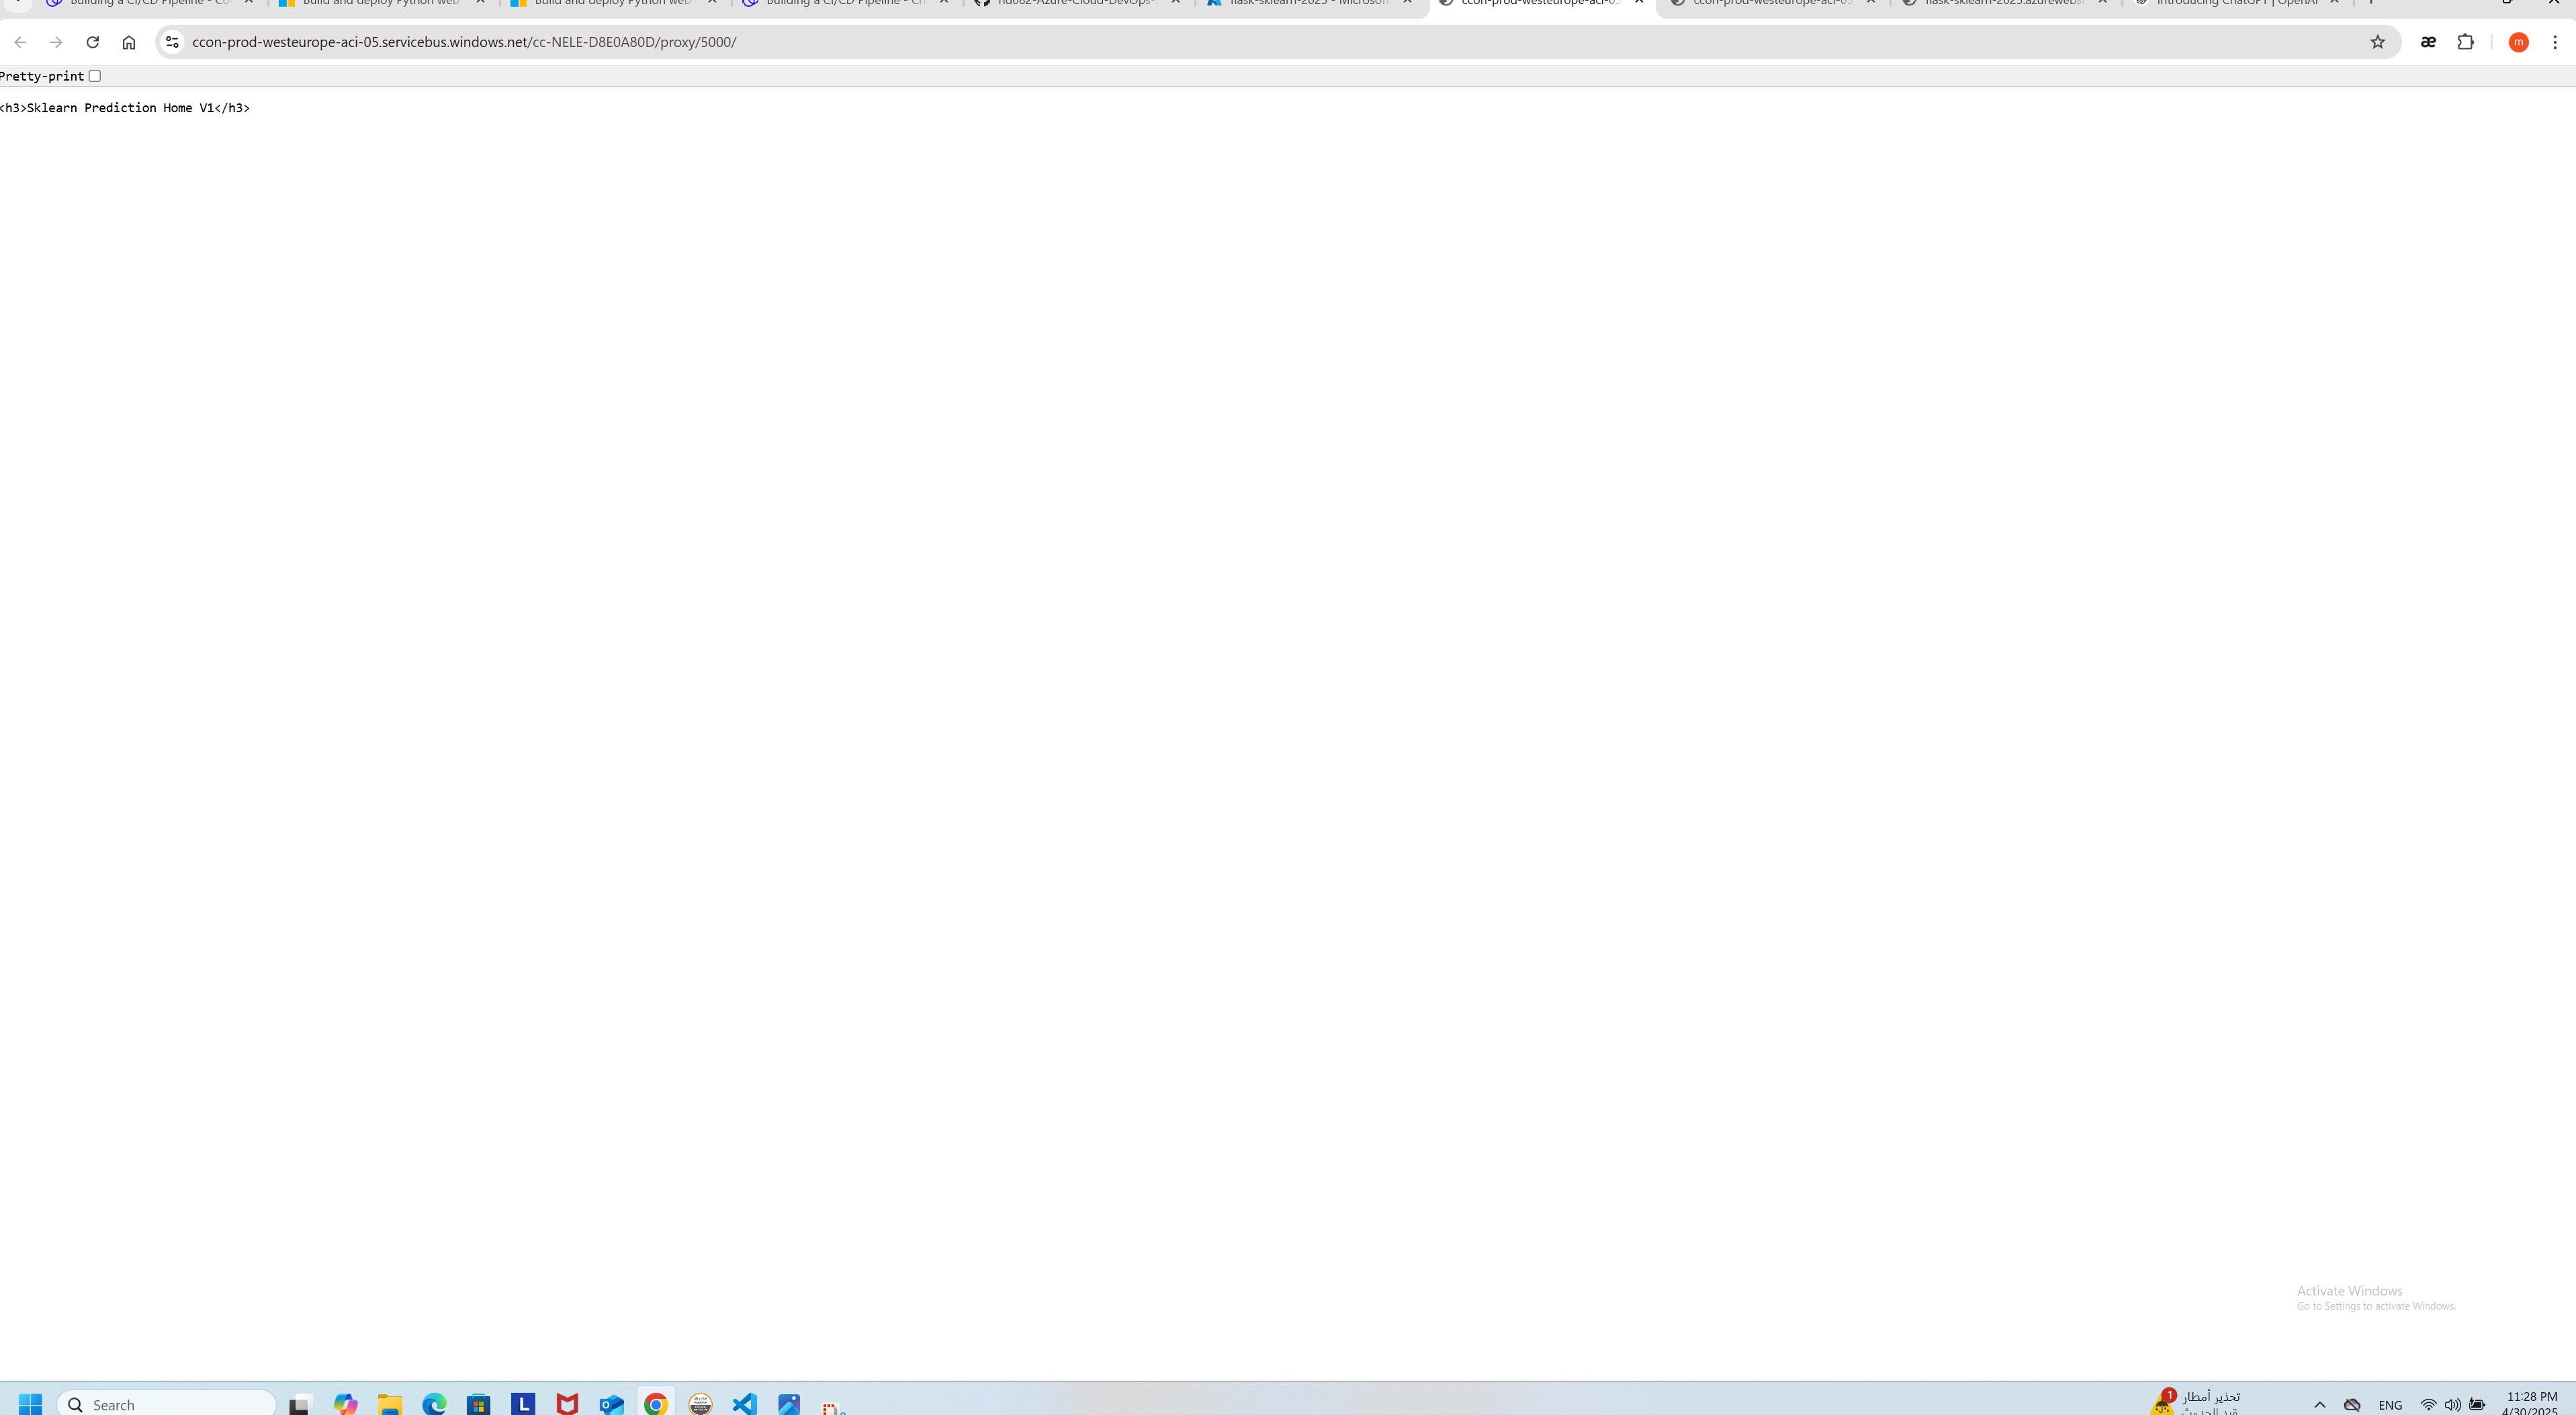 Building a CI/CD Pipeline - Co
Build and deploy Python web
Build and deploy Python web
Building a CI/CD Pipeline - Ch
nd082-Azure-Cloud-DevOps-
flask-sklearn-2025 - Microsoft
ccon-prod-westeurope-aci-05
ccon-prod-westeurope-aci-05
flask-sklearn-2025.azurewebs
Introducing ChatGPT | OpenAI
ccon-prod-westeurope-aci-05.servicebus.windows.net/cc-NELE-D8E0A80D/proxy/5000/
æ
m
Pretty-print
<h3>Sklearn Prediction Home V1</h3>
Activate Windows
Go to Settings to activate Windows.
Search
L
1
تحذير أمطار
قيد الحدوث
ENG
11:28 PM
4/30/2025